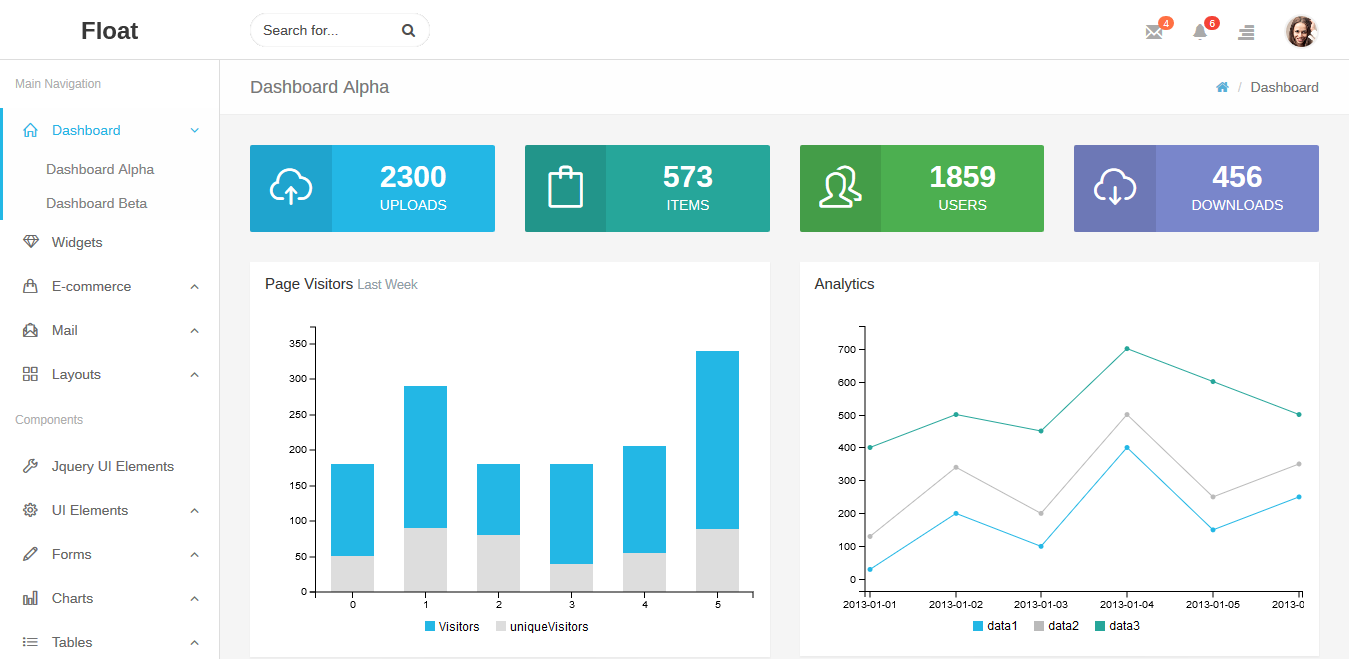 Float
Search for...
4
6
Main Navigation
Dashboard
Dashboard Alpha
Dashboard Beta
Widgets
E-commerce
Mail
Layouts
Components
Jquery UI Elements
UI Elements
Forms
Charts
Tables
Dashboard Alpha
/ Dashboard
2300
UPLOADS
573
ITEMS
1859
USERS
456
DOWNLOADS
Page Visitors Last Week
350
300
250
200
150
100
50
0
0 1 2 3 4 5
Visitors uniqueVisitors
Analytics
700
600
500
400
300
200
100
0
2013-01-01 2013-01-02 2013-01-03 2013-01-04 2013-01-05 2013-0
data1 data2 data3